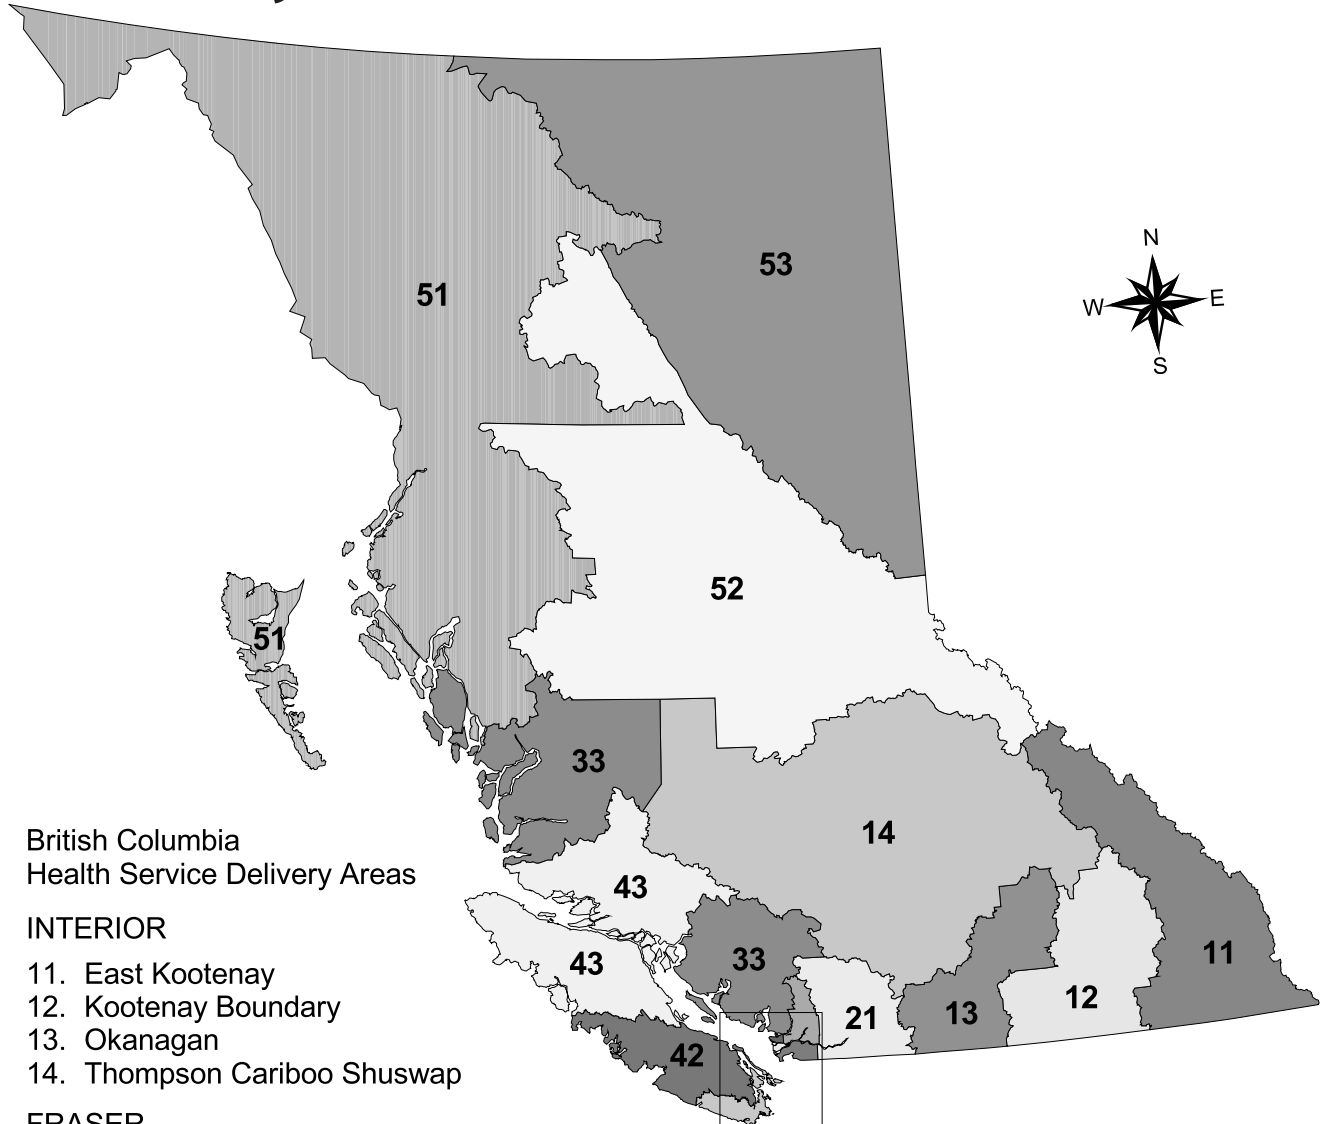 N
53
51
W
E
S
52
51
33
14
British Columbia
Health Service Delivery Areas
43
INTERIOR
11
33
43
11. East Kootenay
12
12. Kootenay Boundary
13
21
13. Okanagan
42
14. Thompson Cariboo Shuswap
FRASER